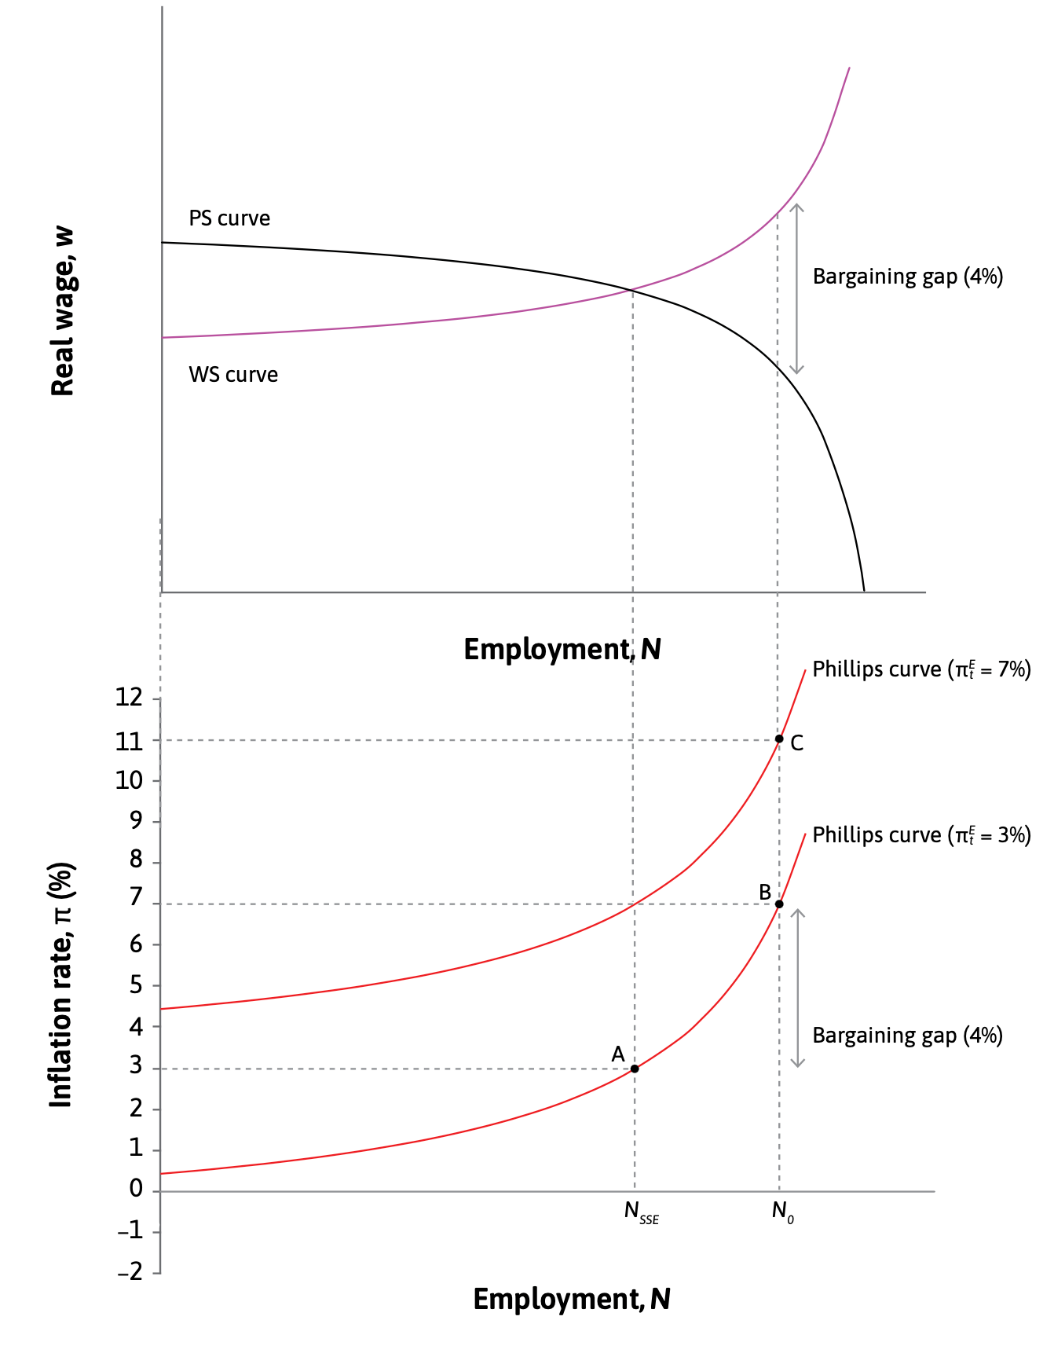 PS curve
Real wage, w
Bargaining gap (4%)
WS curve
Employment, N
Phillips curve (πᴱₜ = 7%)
12
11
C
10
9
Phillips curve (πᴱₜ = 3%)
8
7
B
6
5
4
Bargaining gap (4%)
Inflation rate, π (%)
A
3
2
1
0
N_SSE
N_0
–1
–2
Employment, N